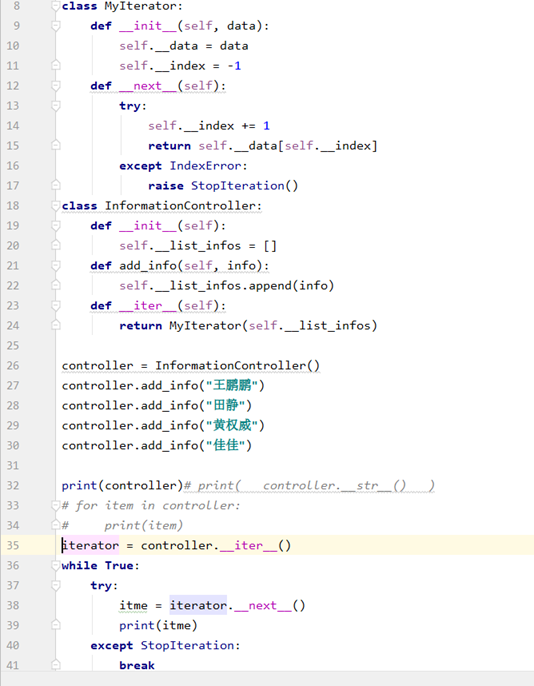 8 class MyIterator:
9 def __init__(self, data):
10 self.__data = data
11 self.__index = -1
12 def __next__(self):
13 try:
14 self.__index += 1
15 return self.__data[self.__index]
16 except IndexError:
17 raise StopIteration()
18 class InformationController:
19 def __init__(self):
20 self.__list_infos = []
21 def add_info(self, info):
22 self.__list_infos.append(info)
23 def __iter__(self):
24 return MyIterator(self.__list_infos)
25
26 controller = InformationController()
27 controller.add_info("王鹏鹏")
28 controller.add_info("田静")
29 controller.add_info("黄权威")
30 controller.add_info("佳佳")
31
32 print(controller)# print( controller.__str__() )
33 # for item in controller:
34 # print(item)
35 iterator = controller.__iter__()
36 while True:
37 try:
38 itme = iterator.__next__()
39 print(itme)
40 except StopIteration:
41 break